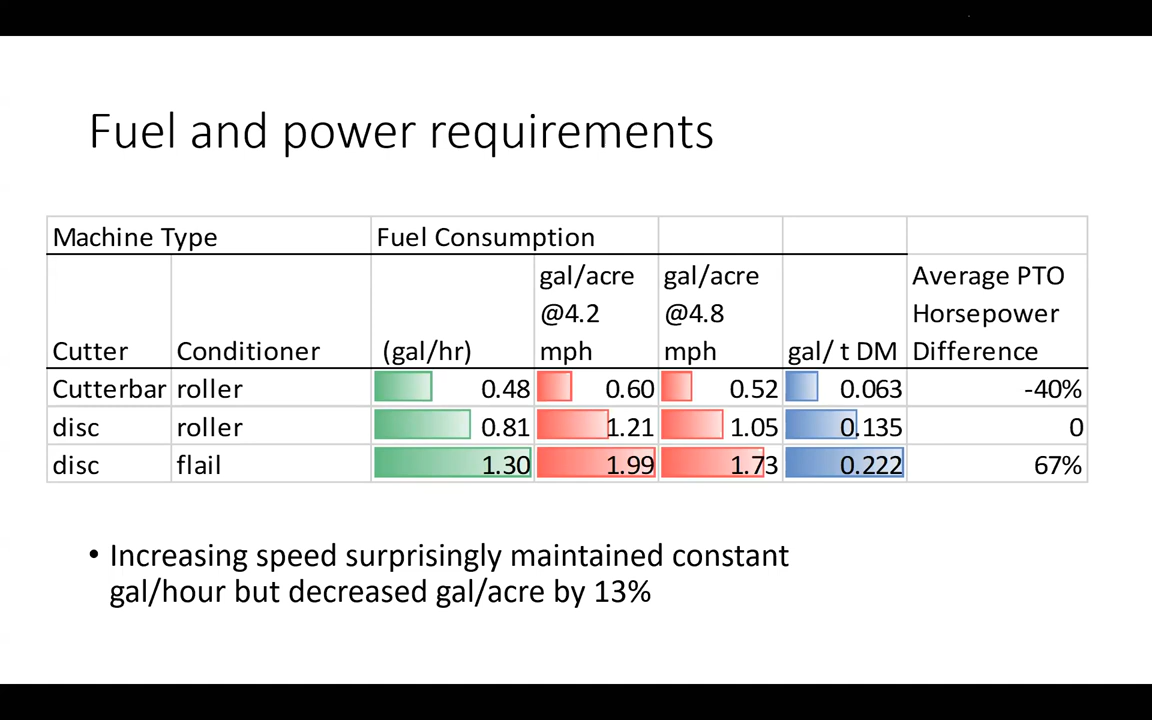 Fuel and power requirements
Machine Type Fuel Consumption
Cutter Conditioner (gal/hr) gal/acre @4.2 mph gal/acre @4.8 mph gal/ t DM Average PTO Horsepower Difference
Cutterbar roller 0.48 0.60 0.52 0.063 -40%
disc roller 0.81 1.21 1.05 0.135 0
disc flail 1.30 1.99 1.73 0.222 67%
• Increasing speed surprisingly maintained constant
gal/hour but decreased gal/acre by 13%